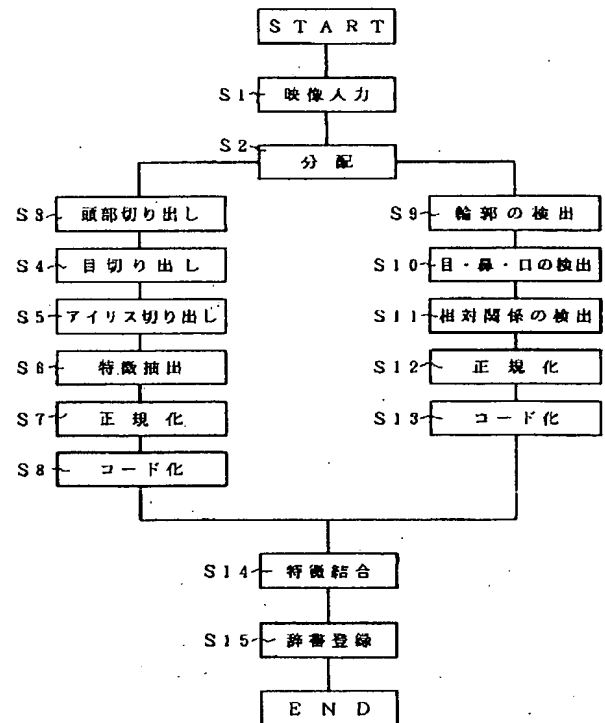 START
S1 映像入力
S2 分配
S3 頭部切り出し
S4 目切り出し
S5 アイリス切り出し
S6 特徴抽出
S7 正規化
S8 コード化
S9 輪郭の検出
S10 目・鼻・口の検出
S11 相対関係の検出
S12 正規化
S13 コード化
S14 特徴結合
S15 辞書登録
END